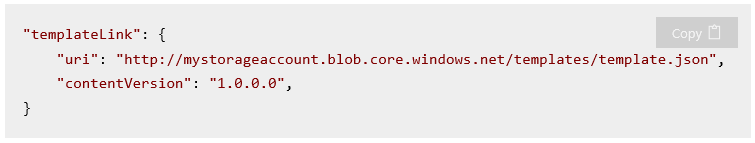 "templateLink": {
Copy
    "uri": "http://mystorageaccount.blob.core.windows.net/templates/template.json",
    "contentVersion": "1.0.0.0",
}